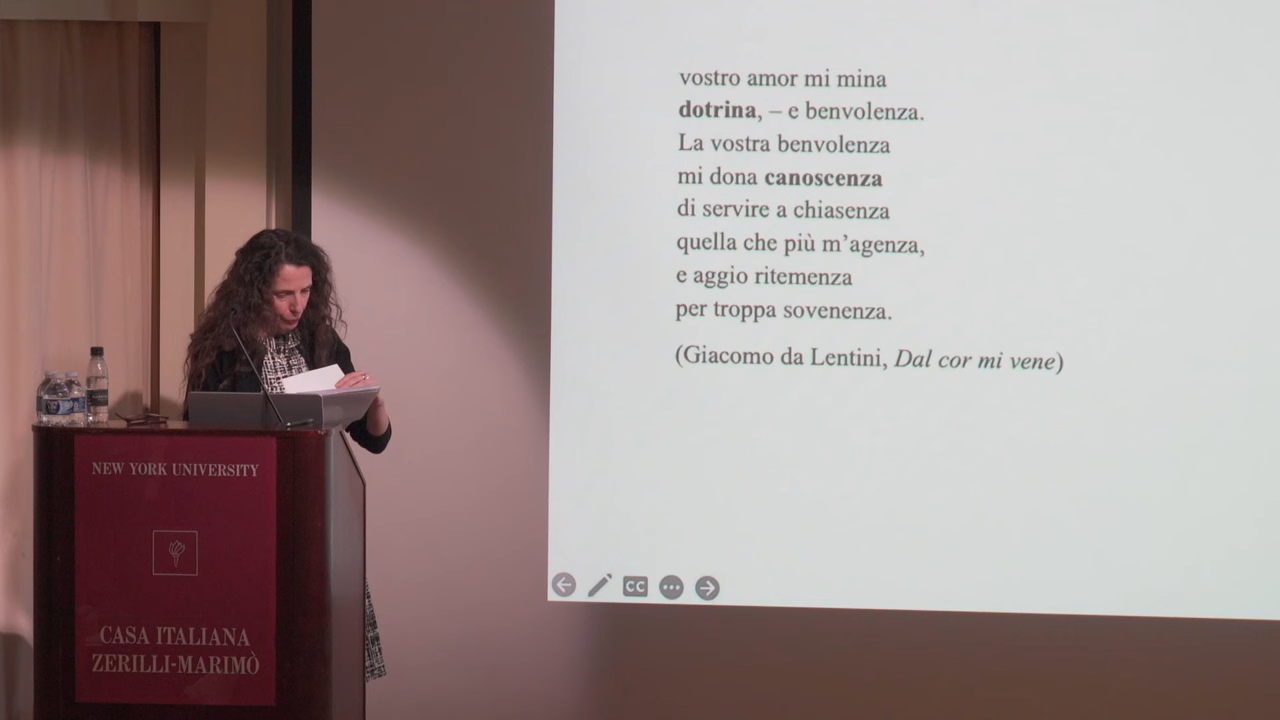 vostro amor mi mina
dotrina, – e benvolenza.
La vostra benvolenza
mi dona canoscenza
di servire a chiasenza
quella che più m’agenza,
e aggio ritemenza
per troppa sovenenza.
(Giacomo da Lentini, Dal cor mi vene)
CC
NEW YORK UNIVERSITY
CASA ITALIANA
ZERILLI-MARIMÒ